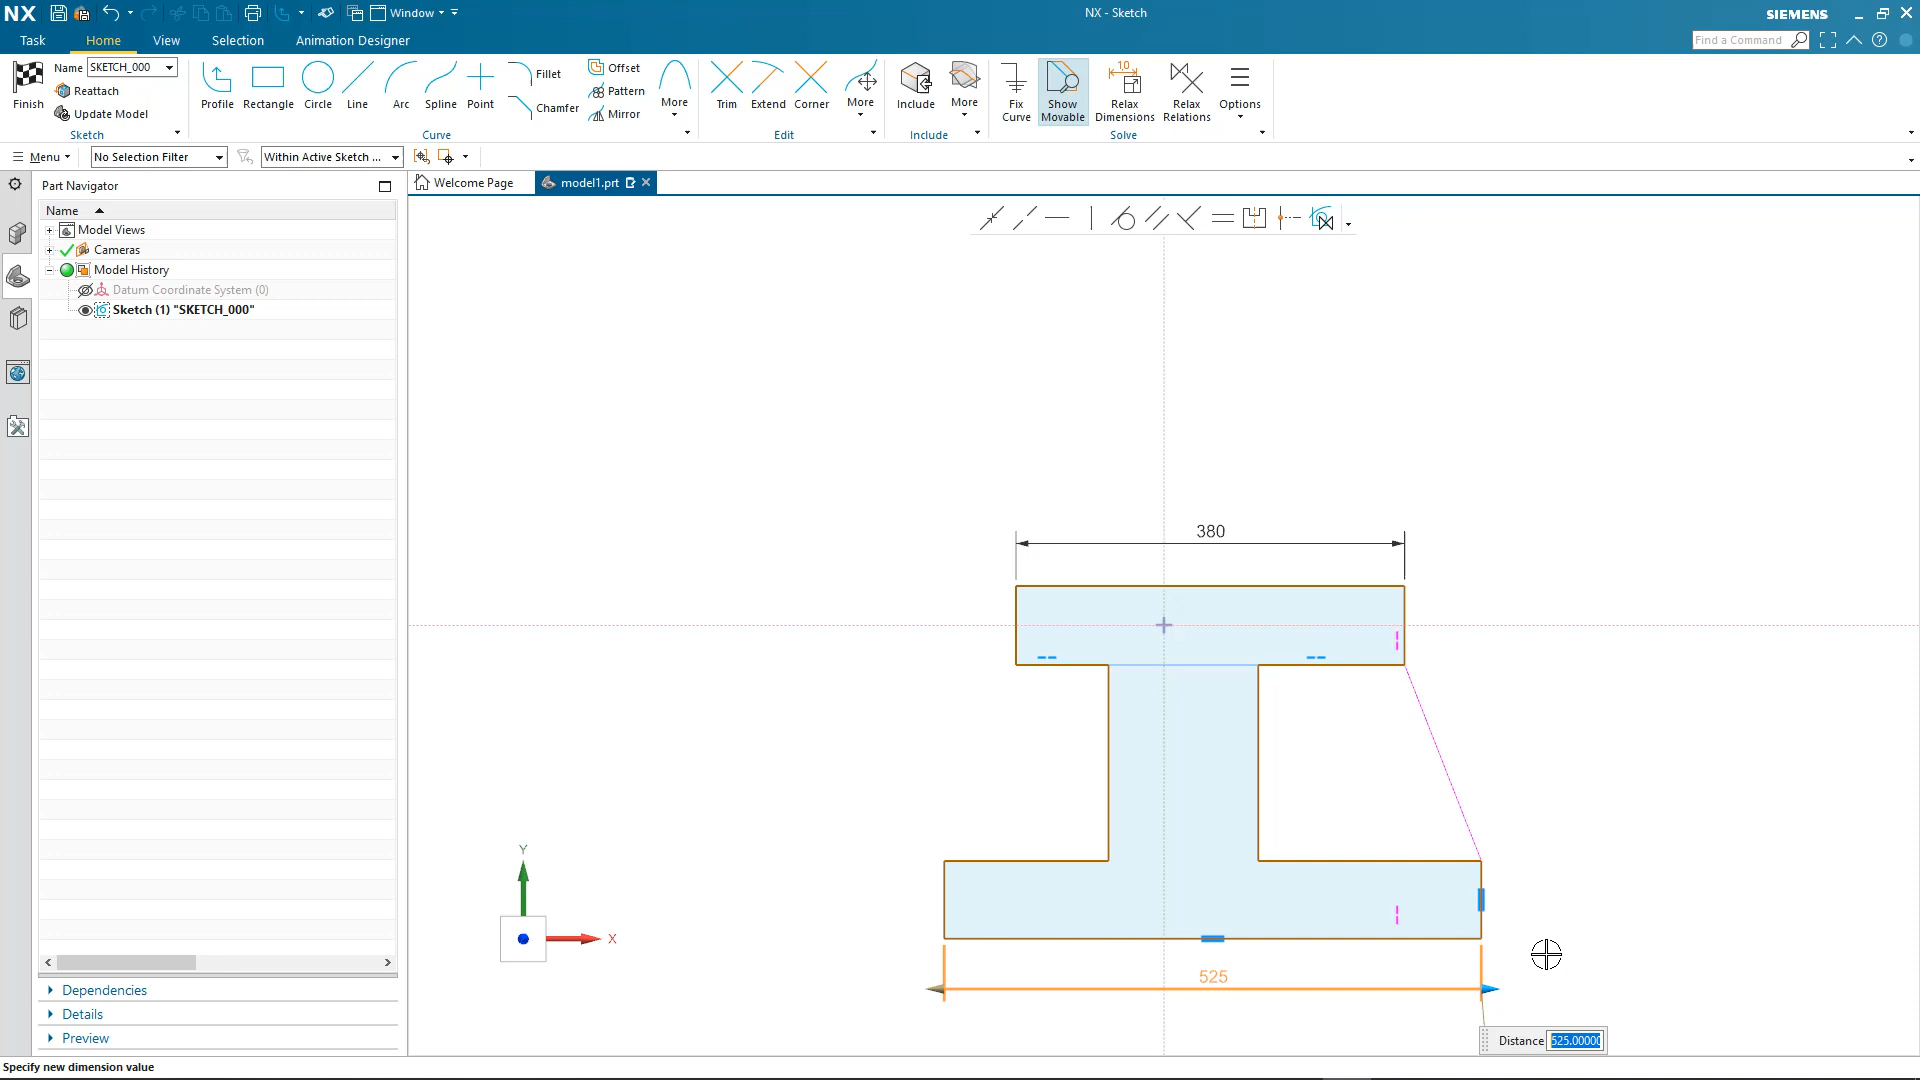 NX
Window
NX - Sketch
SIEMENS
Task
Home
View
Selection
Animation Designer
Find a Command
Finish
Name SKETCH_000
Reattach
Update Model
Sketch
Profile
Rectangle
Circle
Line
Arc
Spline
Point
Fillet
Chamfer
Offset
Pattern
Mirror
More
Curve
Trim
Extend
Corner
More
Edit
Include
More
Include
Fix
Curve
Show
Movable
Relax
Dimensions
Relax
Relations
Options
Solve
Menu
No Selection Filter
Within Active Sketch ...
Part Navigator
Welcome Page
model1.prt
Name
Model Views
Cameras
Model History
Datum Coordinate System (0)
Sketch (1) "SKETCH_000"
380
525
Y
X
Distance 525.00000
Dependencies
Details
Preview
Specify new dimension value